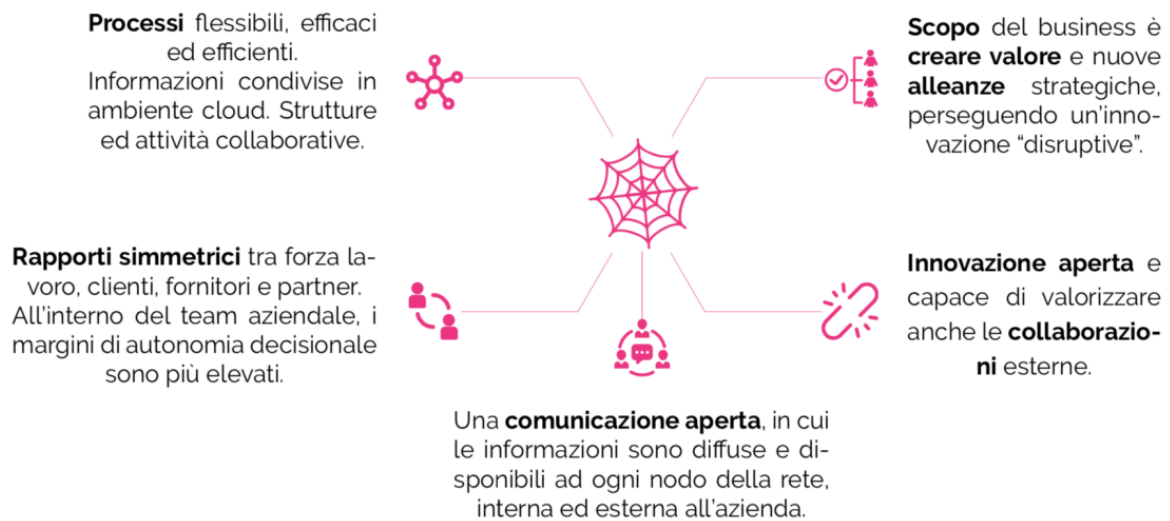 Processi flessibili, efficaci
ed efficienti.
Informazioni condivise in
ambiente cloud. Strutture
ed attività collaborative.
Scopo del business è
creare valore e nuove
alleanze strategiche,
perseguendo un'inno-
vazione “disruptive”.
Rapporti simmetrici tra forza la-
voro, clienti, fornitori e partner.
All'interno del team aziendale, i
margini di autonomia decisionale
sono più elevati.
Innovazione aperta e
capace di valorizzare
anche le collaborazio-
ni esterne.
Una comunicazione aperta, in cui
le informazioni sono diffuse e di-
sponibili ad ogni nodo della rete,
interna ed esterna all'azienda.